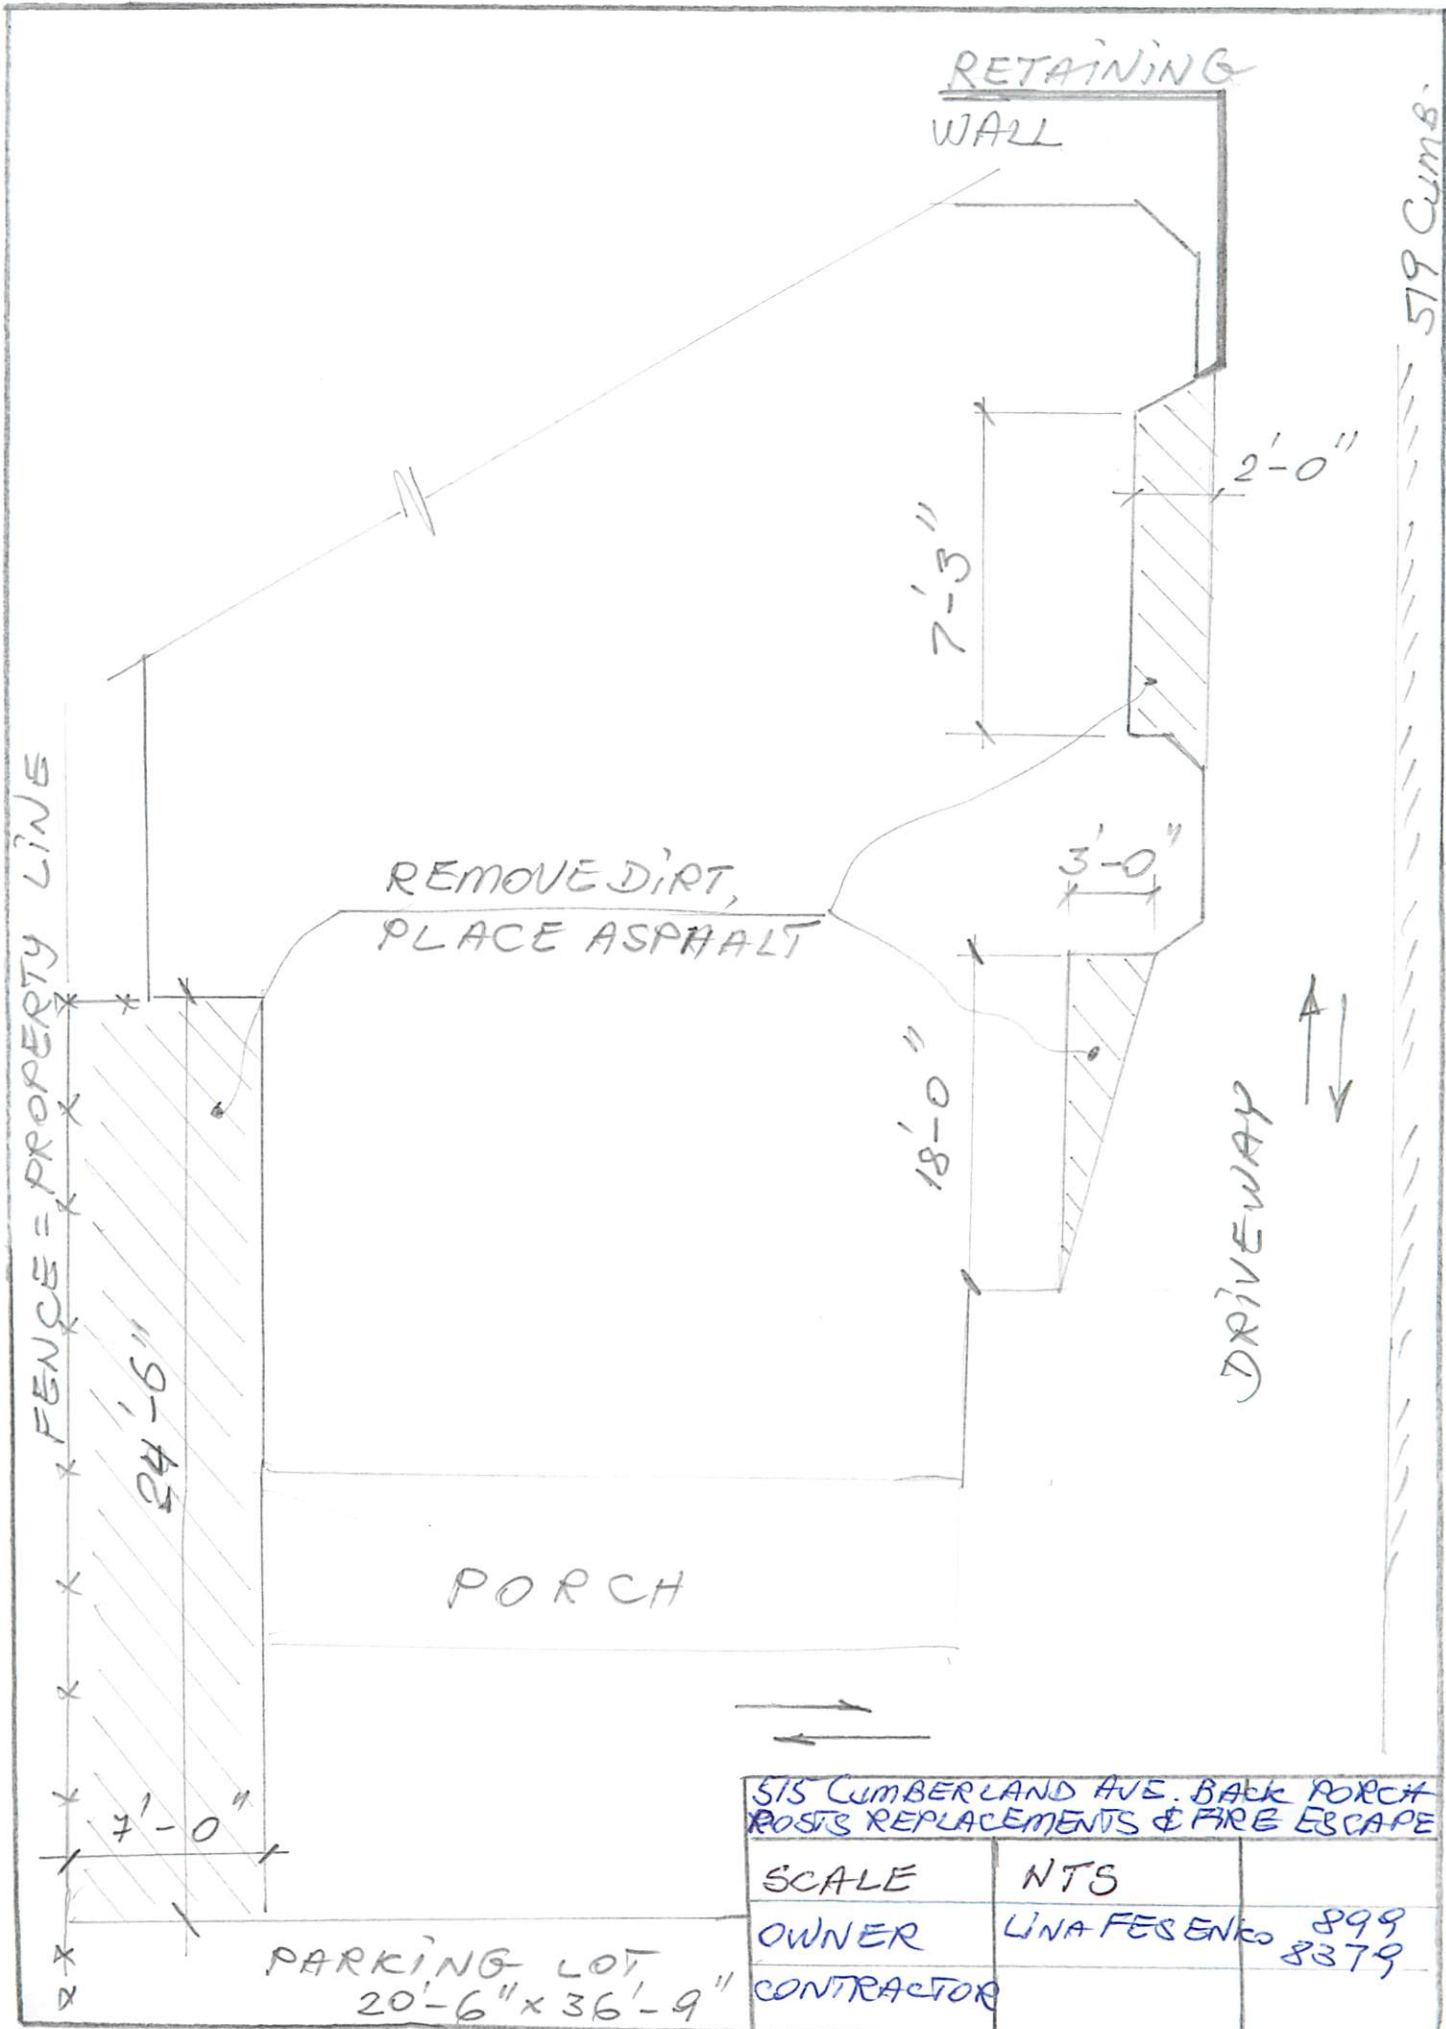 RETAINING
WALL
519 CUMB.
2'-0"
7'-3"
3'-0"
REMOVE DIRT,
PLACE ASPHALT
FENCE = PROPERTY LINE
18'-0"
DRIVEWAY
24'-6"
PORCH
7'-0"
PARKING LOT
20'-6" x 36'-9"
515 CUMBERLAND AVE. BACK PORCH
POSTS REPLACEMENTS & FIRE ESCAPE
SCALE NTS
OWNER LINA FESENKO 899
8379
CONTRACTOR